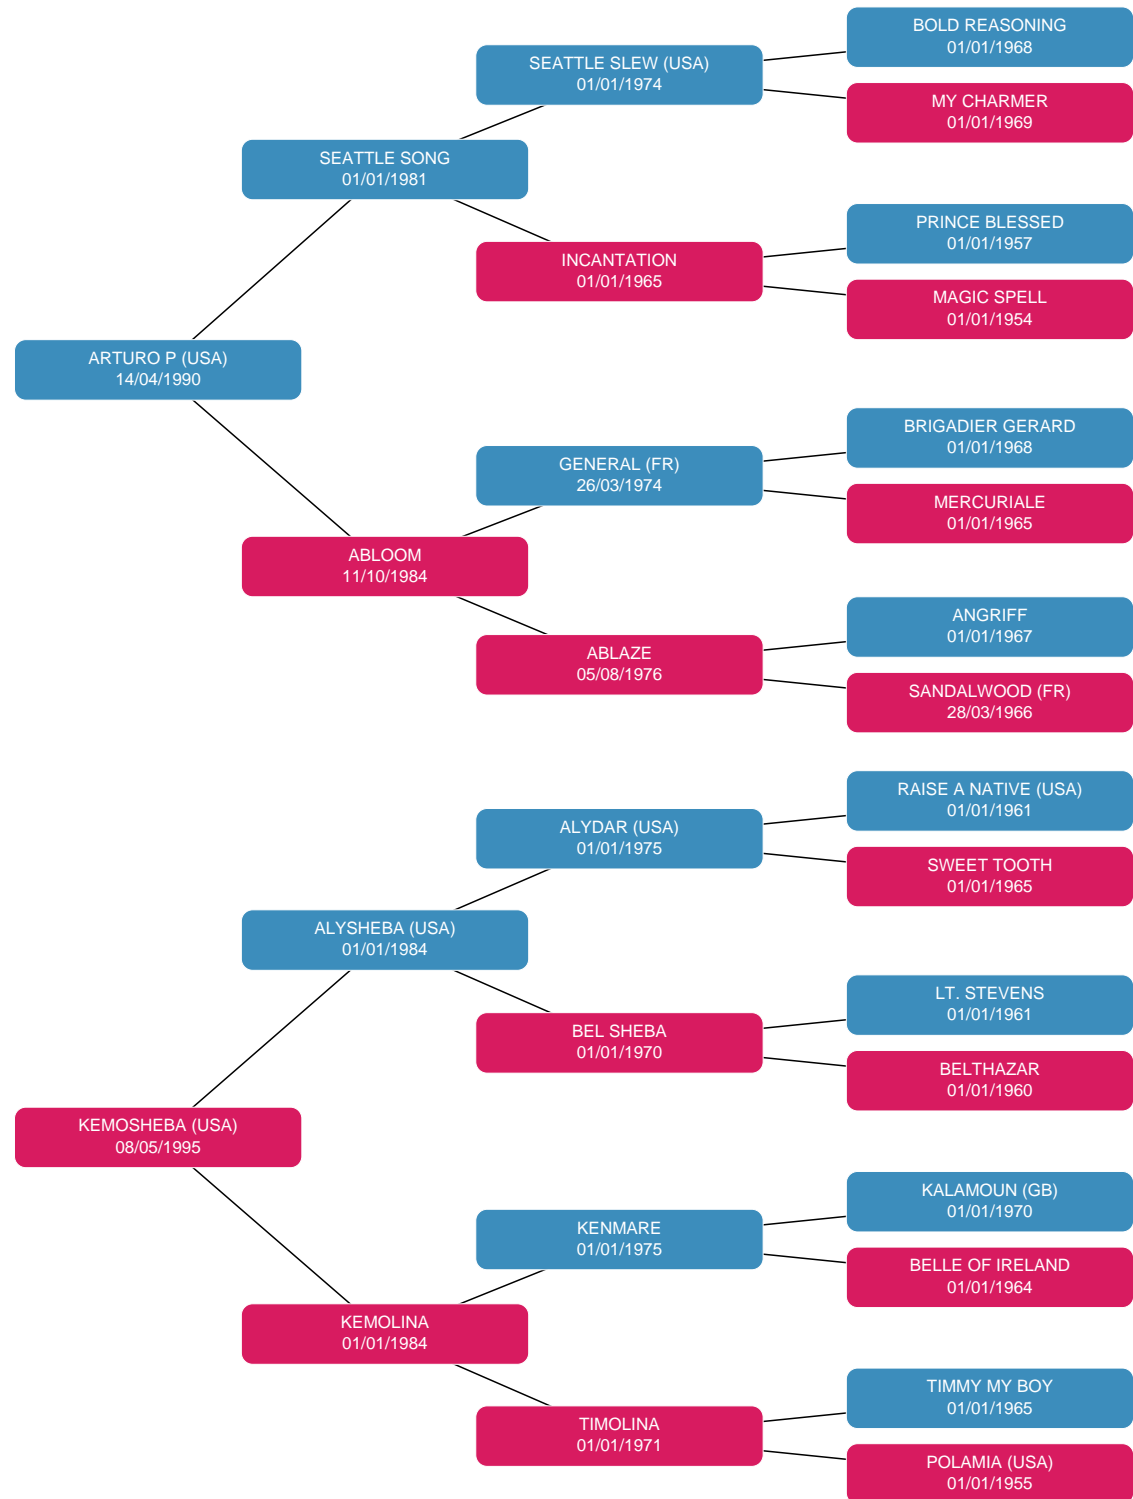 BOLD REASONING
01/01/1968
SEATTLE SLEW (USA)
01/01/1974
MY CHARMER
01/01/1969
SEATTLE SONG
01/01/1981
PRINCE BLESSED
01/01/1957
INCANTATION
01/01/1965
MAGIC SPELL
01/01/1954
ARTURO P (USA)
14/04/1990
BRIGADIER GERARD
01/01/1968
GENERAL (FR)
26/03/1974
MERCURIALE
01/01/1965
ABLOOM
11/10/1984
ANGRIFF
01/01/1967
ABLAZE
05/08/1976
SANDALWOOD (FR)
28/03/1966
RAISE A NATIVE (USA)
01/01/1961
ALYDAR (USA)
01/01/1975
SWEET TOOTH
01/01/1965
ALYSHEBA (USA)
01/01/1984
LT. STEVENS
01/01/1961
BEL SHEBA
01/01/1970
BELTHAZAR
01/01/1960
KEMOSHEBA (USA)
08/05/1995
KALAMOUN (GB)
01/01/1970
KENMARE
01/01/1975
BELLE OF IRELAND
01/01/1964
KEMOLINA
01/01/1984
TIMMY MY BOY
01/01/1965
TIMOLINA
01/01/1971
POLAMIA (USA)
01/01/1955